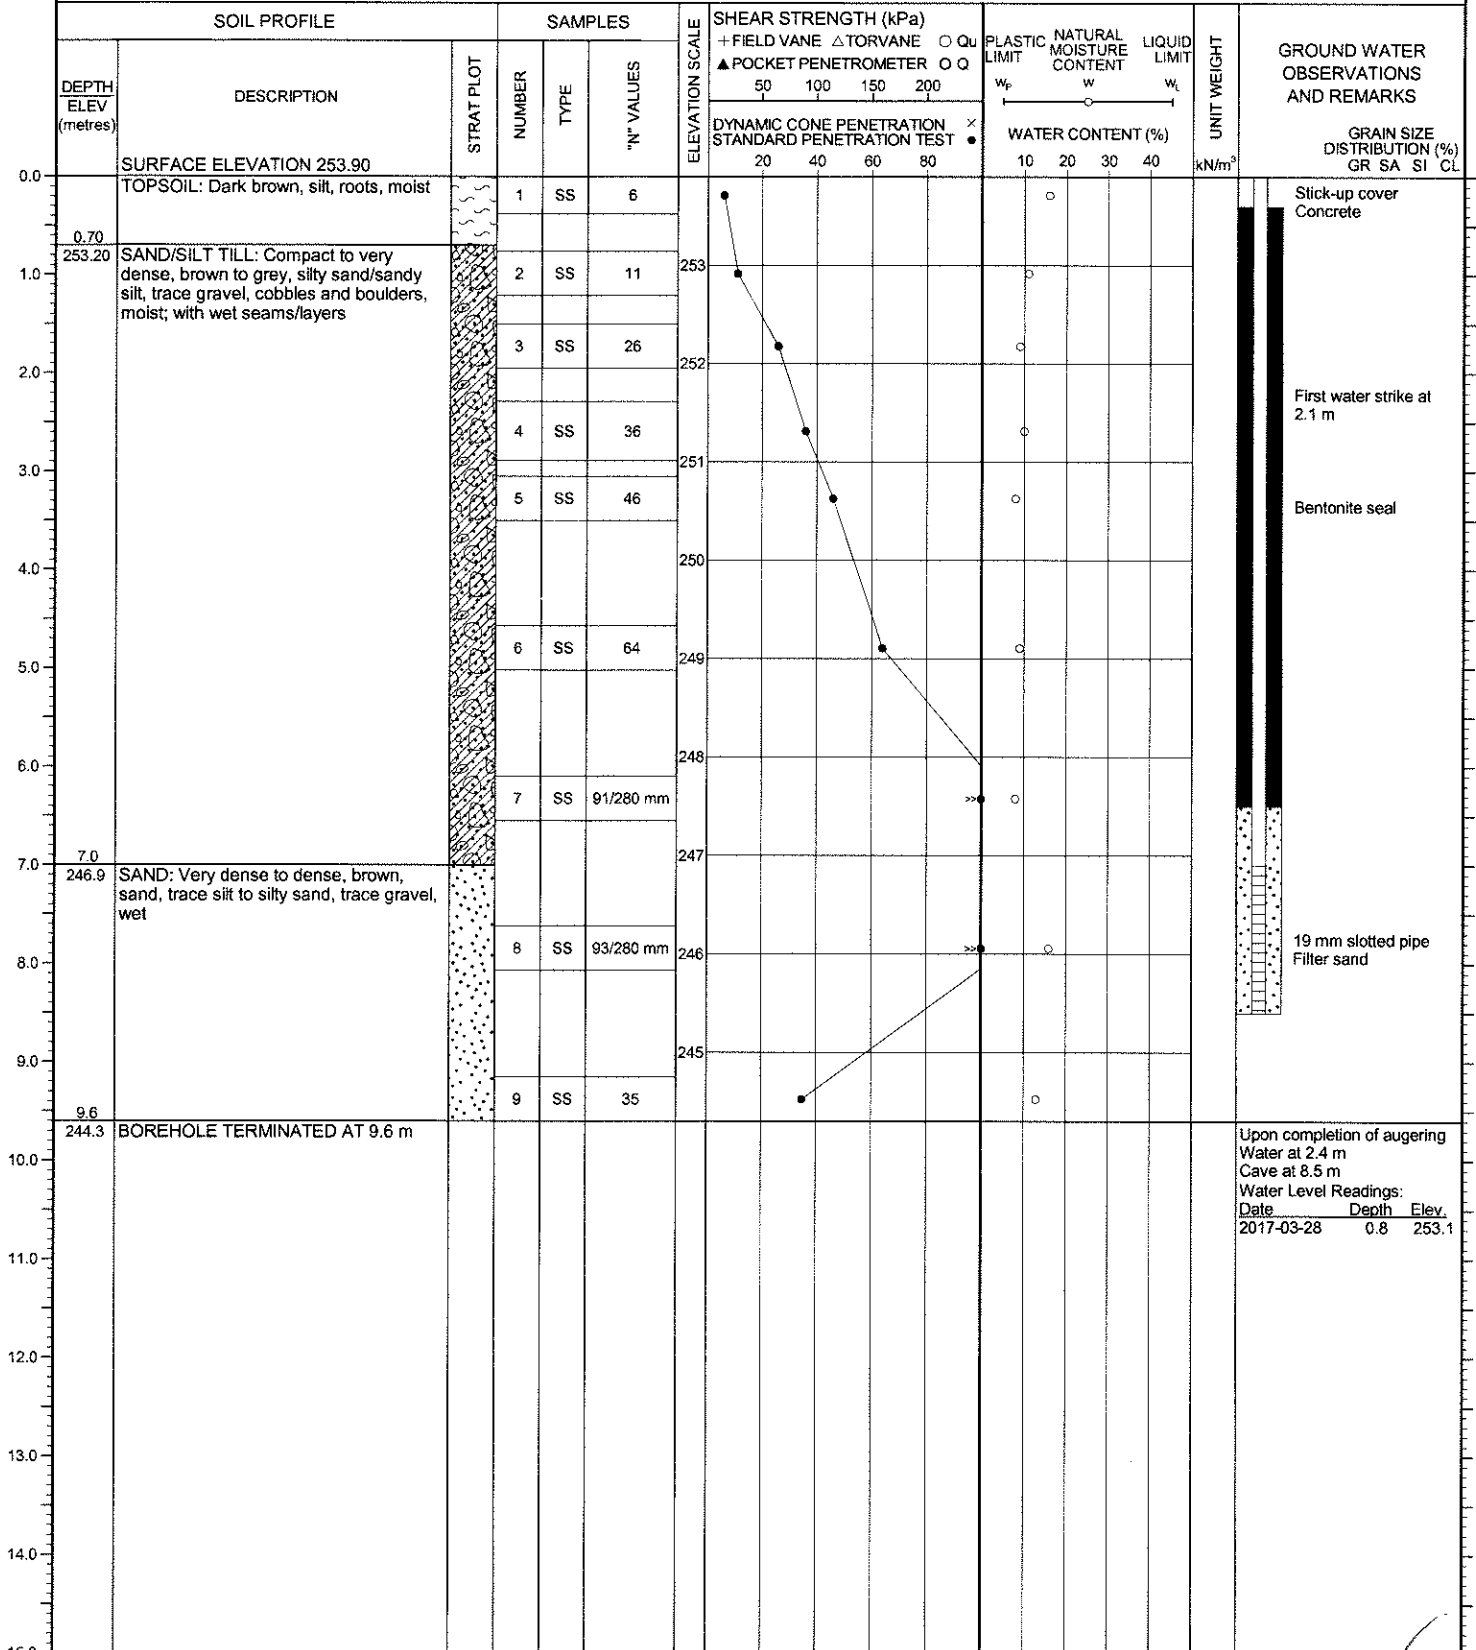 SOIL PROFILE
SAMPLES
DEPTH
ELEV
(metres)
DESCRIPTION
STRAT PLOT
NUMBER
TYPE
"N" VALUES
ELEVATION SCALE
SHEAR STRENGTH (kPa)
+ FIELD VANE △ TORVANE ○ Qu
▲ POCKET PENETROMETER ○ Q
50 100 150 200
DYNAMIC CONE PENETRATION ×
STANDARD PENETRATION TEST ●
20 40 60 80
PLASTIC LIMIT
NATURAL MOISTURE CONTENT
LIQUID LIMIT
WP W WL
WATER CONTENT (%)
10 20 30 40
UNIT WEIGHT
kN/m³
GROUND WATER
OBSERVATIONS
AND REMARKS
GRAIN SIZE
DISTRIBUTION (%)
GR SA SI CL
SURFACE ELEVATION 253.90
0.0
TOPSOIL: Dark brown, silt, roots, moist
1 SS 6
Stick-up cover
Concrete
0.70
253.20
SAND/SILT TILL: Compact to very
dense, brown to grey, silty sand/sandy
silt, trace gravel, cobbles and boulders,
moist; with wet seams/layers
253
1.0
2 SS 11
3 SS 26
252
2.0
First water strike at
2.1 m
4 SS 36
251
3.0
5 SS 46
Bentonite seal
250
4.0
6 SS 64
249
5.0
248
6.0
7 SS 91/280 mm
>>
247
7.0
7.0
246.9
SAND: Very dense to dense, brown,
sand, trace silt to silty sand, trace gravel,
wet
8 SS 93/280 mm
>>
246
8.0
19 mm slotted pipe
Filter sand
245
9.0
9 SS 35
9.6
244.3
BOREHOLE TERMINATED AT 9.6 m
10.0
Upon completion of augering
Water at 2.4 m
Cave at 8.5 m
Water Level Readings:
Date Depth Elev.
2017-03-28 0.8 253.1
11.0
12.0
13.0
14.0